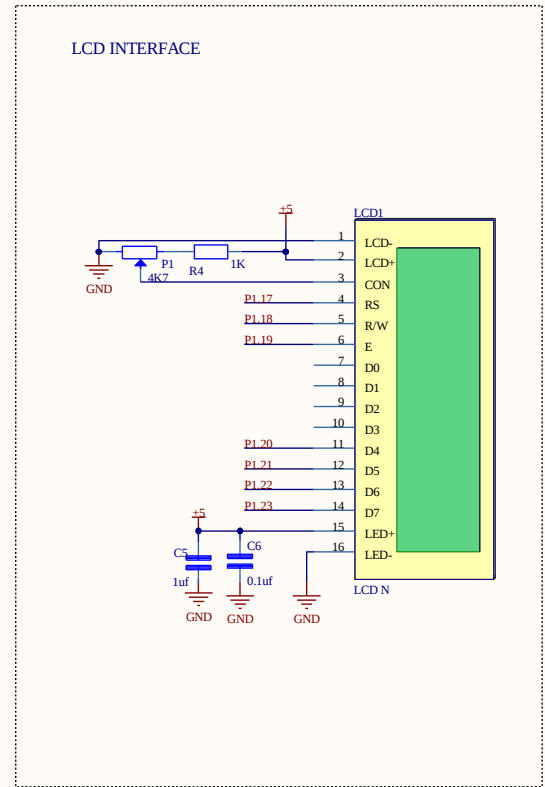 LCD INTERFACE
+5
LCD1
1 LCD-
P1 R4 1K 2 LCD+
4K7 3 CON
GND
P1.17 4 RS
P1.18 5 R/W
P1.19 6 E
7 D0
8 D1
9 D2
10 D3
P1.20 11 D4
P1.21 12 D5
P1.22 13 D6
P1.23 14 D7
+5 15 LED+
C5 C6 16 LED-
1uf 0.1uf
LCD N
GND GND GND